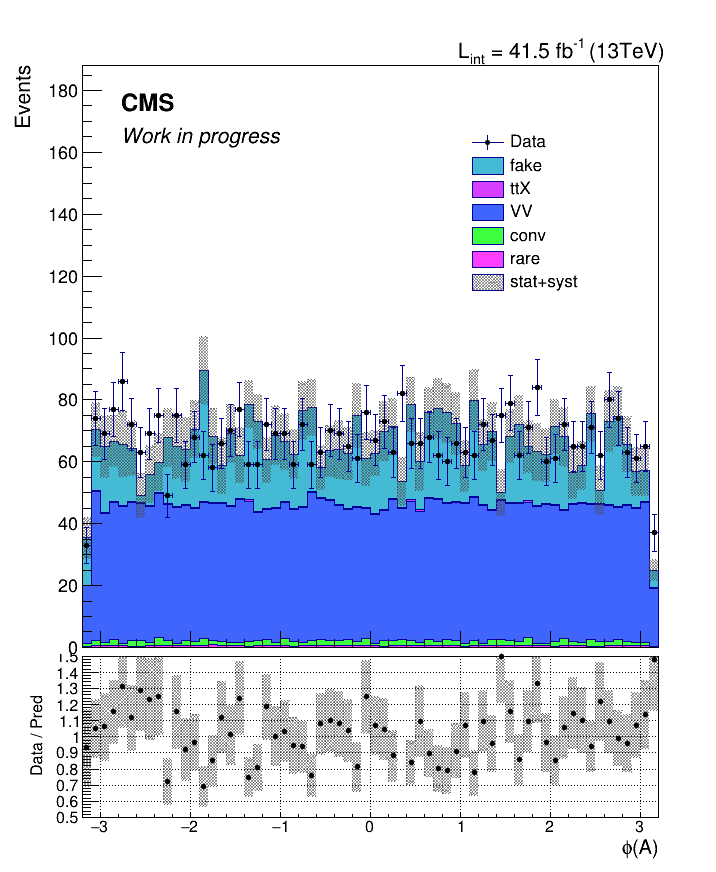 L_int = 41.5 fb^-1 (13TeV)
Events
CMS
Work in progress
180
160
140
120
100
80
60
40
20
0
Data
fake
ttX
VV
conv
rare
stat+syst
Data / Pred
1.5
1.4
1.3
1.2
1.1
1
0.9
0.8
0.7
0.6
0.5
−3 −2 −1 0 1 2 3
ϕ(A)